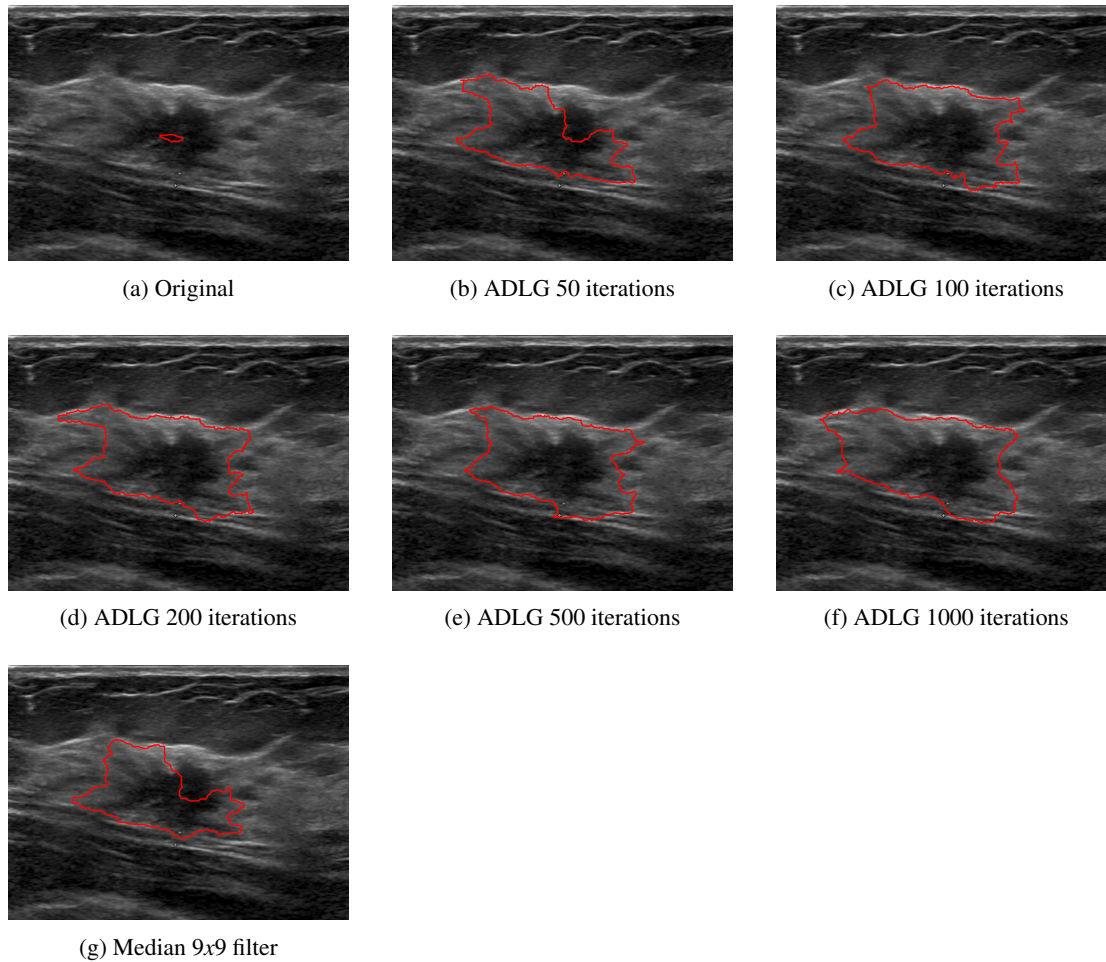 (a) Original
(b) ADLG 50 iterations
(c) ADLG 100 iterations
(d) ADLG 200 iterations
(e) ADLG 500 iterations
(f) ADLG 1000 iterations
(g) Median 9x9 filter